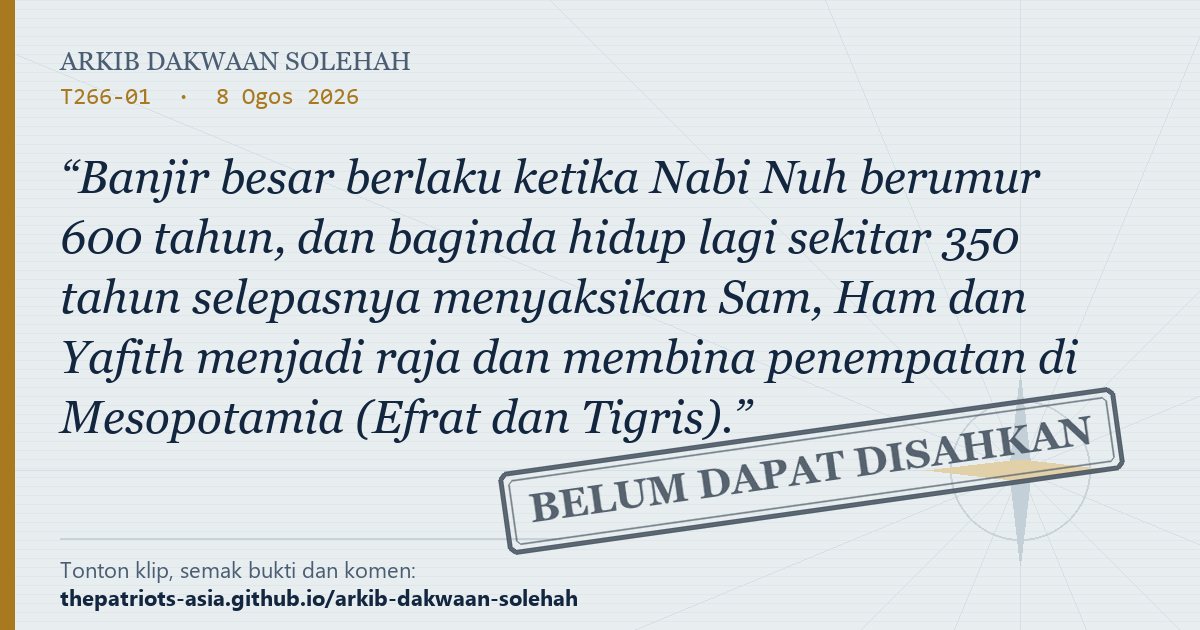 ARKIB DAKWAAN SOLEHAH
T266-01 · 8 Ogos 2026
“Banjir besar berlaku ketika Nabi Nuh berumur
600 tahun, dan baginda hidup lagi sekitar 350
tahun selepasnya menyaksikan Sam, Ham dan
Yafith menjadi raja dan membina penempatan di
Mesopotamia (Efrat dan Tigris).”
BELUM DAPAT DISAHKAN
Tonton klip, semak bukti dan komen:
thepatriots-asia.github.io/arkib-dakwaan-solehah